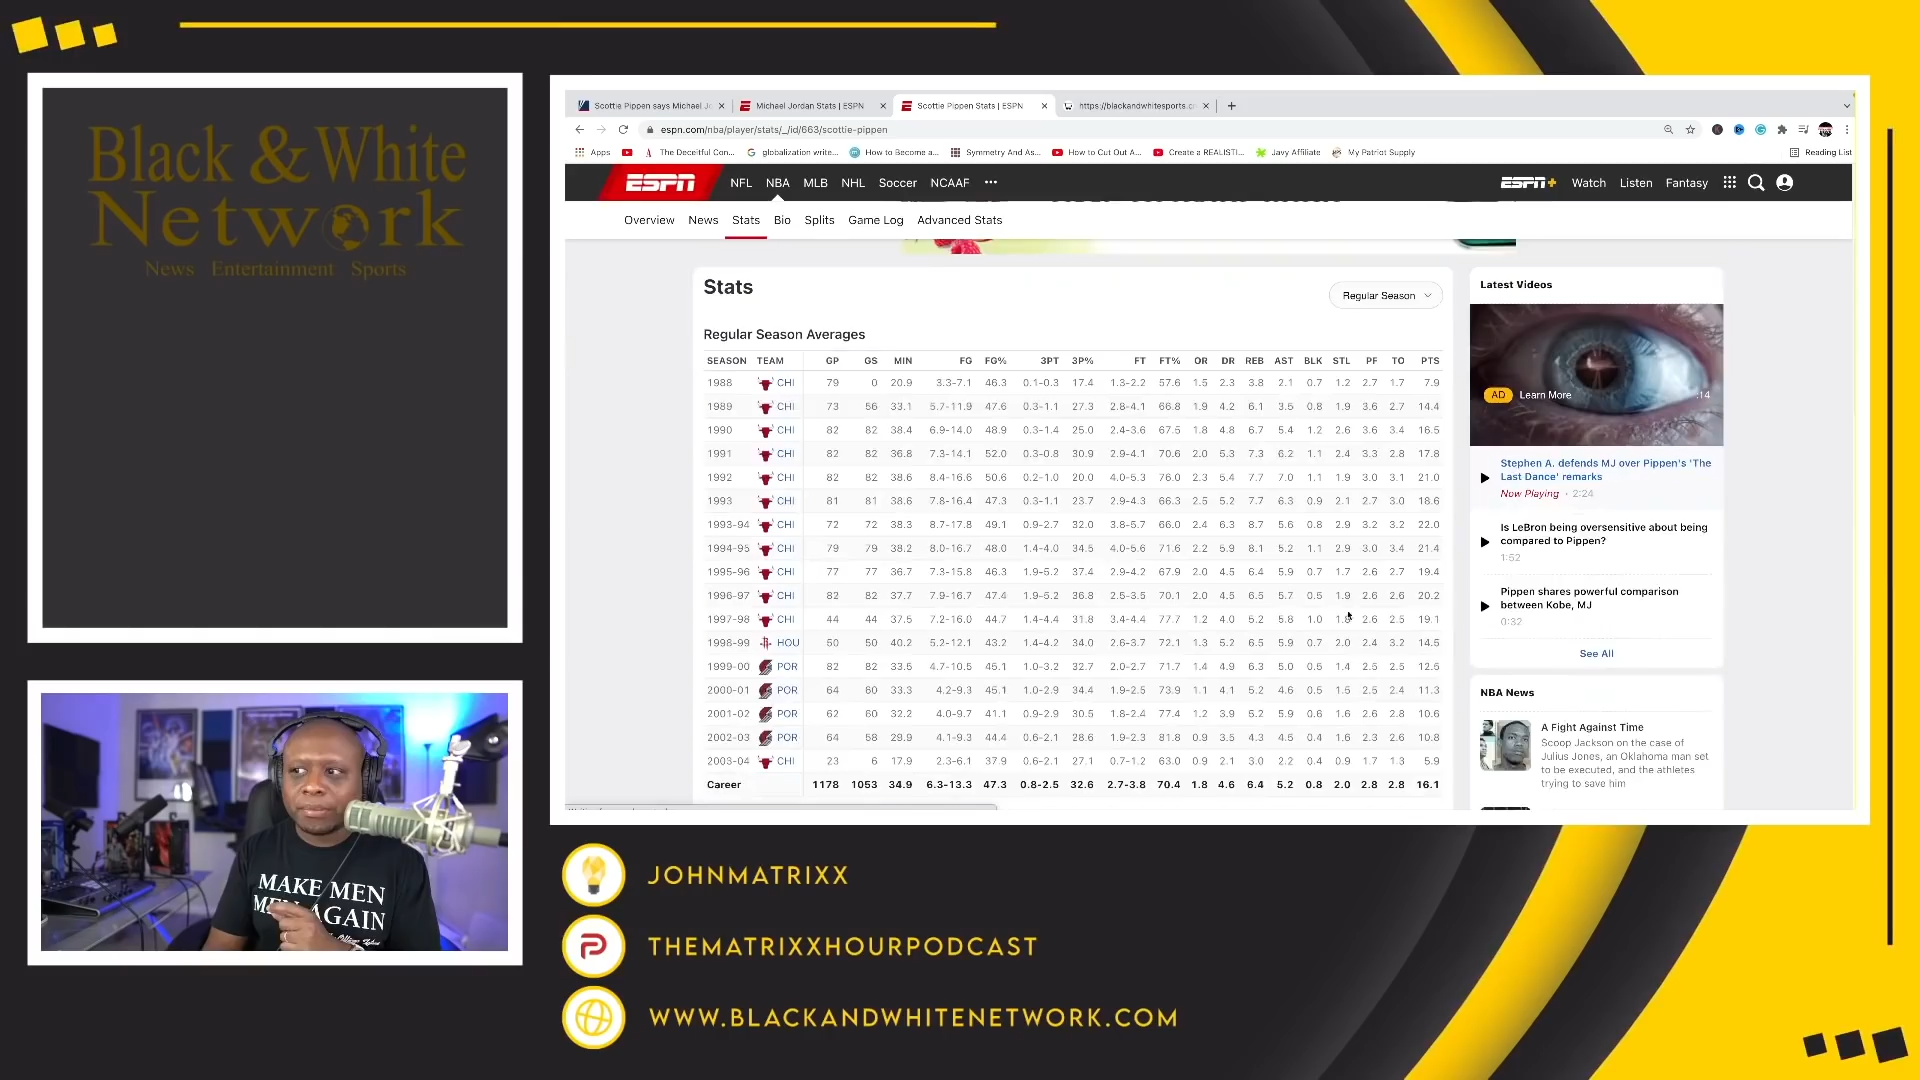 Black & White
Network
News Entertainment Sports
Scottie Pippen says Michael Jo
Michael Jordan Stats | ESPN
Scottie Pippen Stats | ESPN
https://blackandwhitesports.c
espn.com/nba/player/stats/_/id/663/scottie-pippen
Apps
The Deceitful Con...
globalization write...
How to Become a...
Symmetry And As...
How to Cut Out A...
Create a REALISTI...
Javy Affiliate
My Patriot Supply
Reading List
ESPN NFL NBA MLB NHL Soccer NCAAF ••• ESPN+ Watch Listen Fantasy
Overview News Stats Bio Splits Game Log Advanced Stats
Stats
Regular Season
Regular Season Averages
SEASON TEAM GP GS MIN FG FG% 3PT 3P% FT FT% OR DR REB AST BLK STL PF TO PTS
1988 CHI 79 0 20.9 3.3-7.1 46.3 0.1-0.3 17.4 1.3-2.2 57.6 1.5 2.3 3.8 2.1 0.7 1.2 2.7 1.7 7.9
1989 CHI 73 56 33.1 5.7-11.9 47.6 0.3-1.1 27.3 2.8-4.1 66.8 1.9 4.2 6.1 3.5 0.8 1.9 3.6 2.7 14.4
1990 CHI 82 82 38.4 6.9-14.0 48.9 0.3-1.4 25.0 2.4-3.6 67.5 1.8 4.8 6.7 5.4 1.2 2.6 3.6 3.4 16.5
1991 CHI 82 82 36.8 7.3-14.1 52.0 0.3-0.8 30.9 2.9-4.1 70.6 2.0 5.3 7.3 6.2 1.1 2.4 3.3 2.8 17.8
1992 CHI 82 82 38.6 8.4-16.6 50.6 0.2-1.0 20.0 4.0-5.3 76.0 2.3 5.4 7.7 7.0 1.1 1.9 3.0 3.1 21.0
1993 CHI 81 81 38.6 7.8-16.4 47.3 0.3-1.1 23.7 2.9-4.3 66.3 2.5 5.2 7.7 6.3 0.9 2.1 2.7 3.0 18.6
1993-94 CHI 72 72 38.3 8.7-17.8 49.1 0.9-2.7 32.0 3.8-5.7 66.0 2.4 6.3 8.7 5.6 0.8 2.9 3.2 3.2 22.0
1994-95 CHI 79 79 38.2 8.0-16.7 48.0 1.4-4.0 34.5 4.0-5.6 71.6 2.2 5.9 8.1 5.2 1.1 2.9 3.0 3.4 21.4
1995-96 CHI 77 77 36.7 7.3-15.8 46.3 1.9-5.2 37.4 2.9-4.2 67.9 2.0 4.5 6.4 5.9 0.7 1.7 2.6 2.7 19.4
1996-97 CHI 82 82 37.7 7.9-16.7 47.4 1.9-5.2 36.8 2.5-3.5 70.1 2.0 4.5 6.5 5.7 0.5 1.9 2.6 2.6 20.2
1997-98 CHI 44 44 37.4 7.2-16.0 44.7 1.4-4.4 31.8 3.4-4.4 77.7 1.2 4.0 5.2 5.8 1.0 1.8 2.6 2.5 19.1
1998-99 HOU 50 50 40.2 5.2-12.1 43.2 1.4-4.2 34.0 2.6-3.7 72.1 1.3 5.2 6.5 5.9 0.7 2.0 2.4 3.2 14.5
1999-00 POR 82 82 33.5 4.7-10.5 45.1 1.0-3.2 32.7 2.0-2.7 71.7 1.4 4.9 6.3 5.0 0.5 1.4 2.5 2.5 12.5
2000-01 POR 64 60 33.3 4.2-9.3 45.1 1.0-2.9 34.4 1.9-2.5 73.9 1.1 4.1 5.2 4.6 0.5 1.5 2.5 2.4 11.3
2001-02 POR 62 60 32.2 4.0-9.7 41.1 0.9-2.9 30.5 1.8-2.4 77.4 1.2 3.9 5.2 5.9 0.6 1.6 2.6 2.8 10.6
2002-03 POR 64 58 29.9 4.1-9.3 44.4 0.6-2.1 28.6 1.9-2.3 81.8 0.9 3.5 4.3 4.5 0.4 1.6 2.3 2.6 10.8
2003-04 CHI 23 6 17.9 2.3-6.1 37.9 0.6-2.1 27.1 0.7-1.2 63.0 0.9 2.1 3.0 2.2 0.4 0.9 1.7 1.3 5.9
Career 1178 1053 34.9 6.3-13.3 47.3 0.8-2.5 32.6 2.7-3.8 70.4 1.8 4.6 6.4 5.2 0.8 2.0 2.8 2.8 16.1
Latest Videos
AD Learn More :14
Stephen A. defends MJ over Pippen's 'The
Last Dance' remarks
Now Playing • 2:24
Is LeBron being oversensitive about being
compared to Pippen?
1:52
Pippen shares powerful comparison
between Kobe, MJ
0:32
See All
NBA News
A Fight Against Time
Scoop Jackson on the case of
Julius Jones, an Oklahoma man set
to be executed, and the athletes
trying to save him
MAKE MEN
MEN AGAIN
JOHNMATRIXX
THEMATRIXXHOURPODCAST
WWW.BLACKANDWHITENETWORK.COM